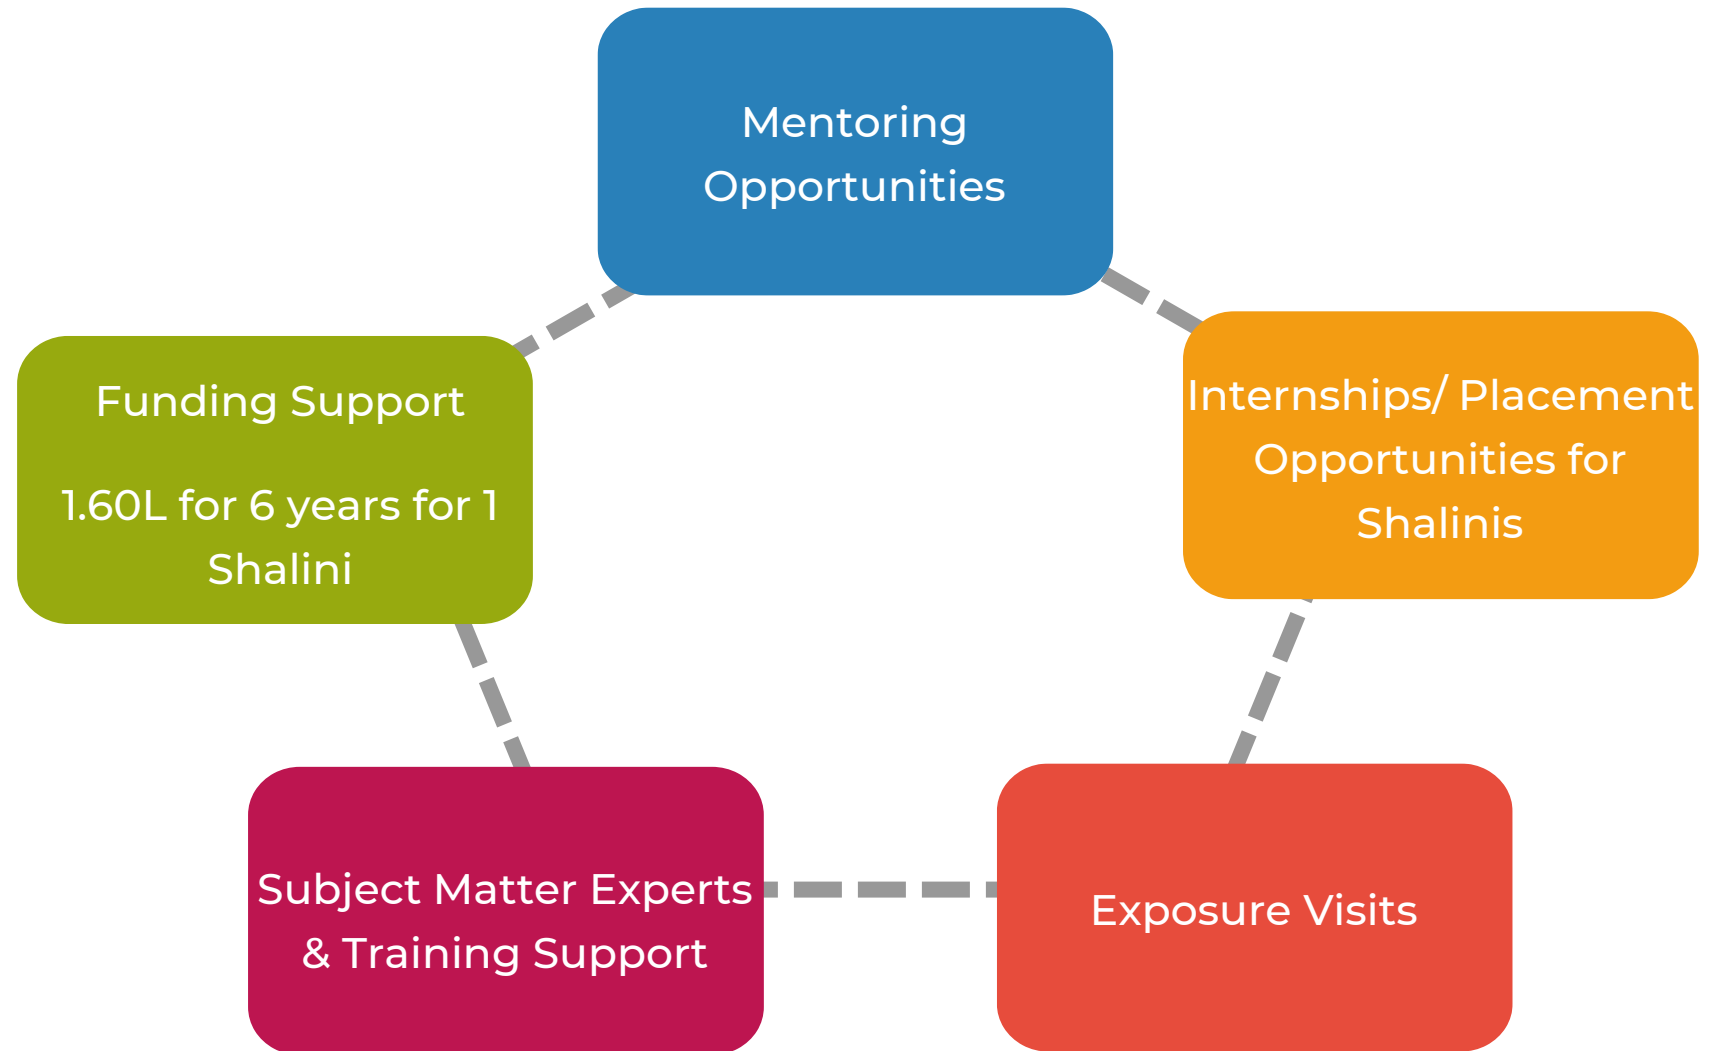 Mentoring
Opportunities
Funding Support
1.60L for 6 years for 1
Shalini
Internships/ Placement
Opportunities for
Shalinis
Subject Matter Experts
& Training Support
Exposure Visits